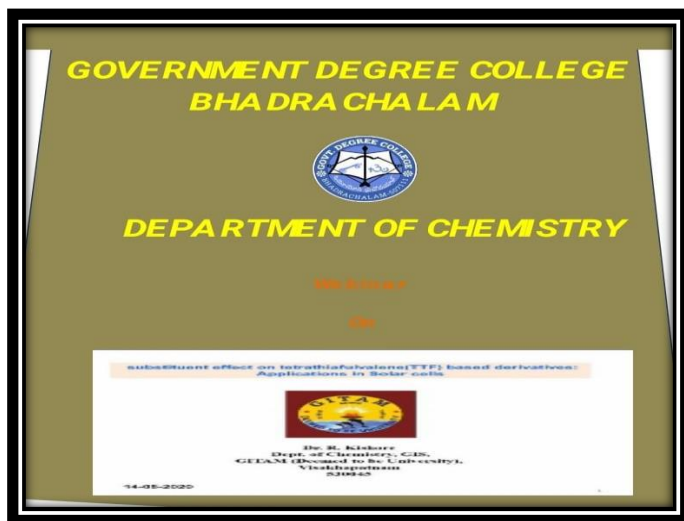 GOVERNMENT DEGREE COLLEGE
BHADRACHALAM
GOVT. DEGREE COLLEGE
BHADRACHALAM-507111
DEPARTMENT OF CHEMISTRY
Webinar
On
substituent effect on tetrathiafulvalene(TTF) based derivatives:
Applications in Solar cells
GITAM
Dr. R. Kishore
Dept. of Chemistry, GIS,
GITAM (Deemed to be University),
Visakhapatnam
530045
14-05-2020